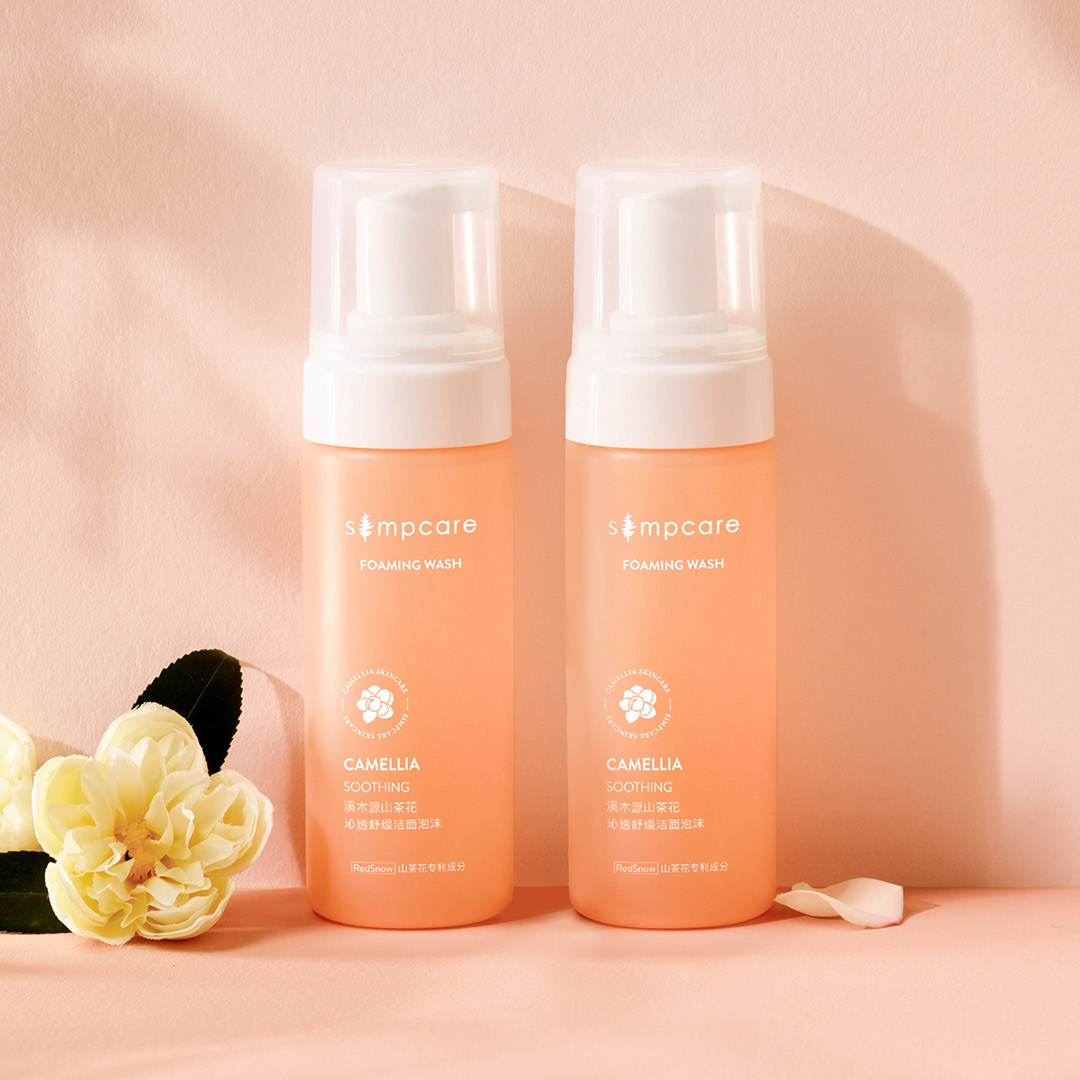 simpcare
FOAMING WASH
CAMELLIA SKINCARE
SIMPCARE SKINCARE
CAMELLIA
SOOTHING
溪木源山茶花
沁透舒缓洁面泡沫
RedSnow 山茶花专利成分
simpcare
FOAMING WASH
CAMELLIA SKINCARE
SIMPCARE SKINCARE
CAMELLIA
SOOTHING
溪木源山茶花
沁透舒缓洁面泡沫
RedSnow 山茶花专利成分